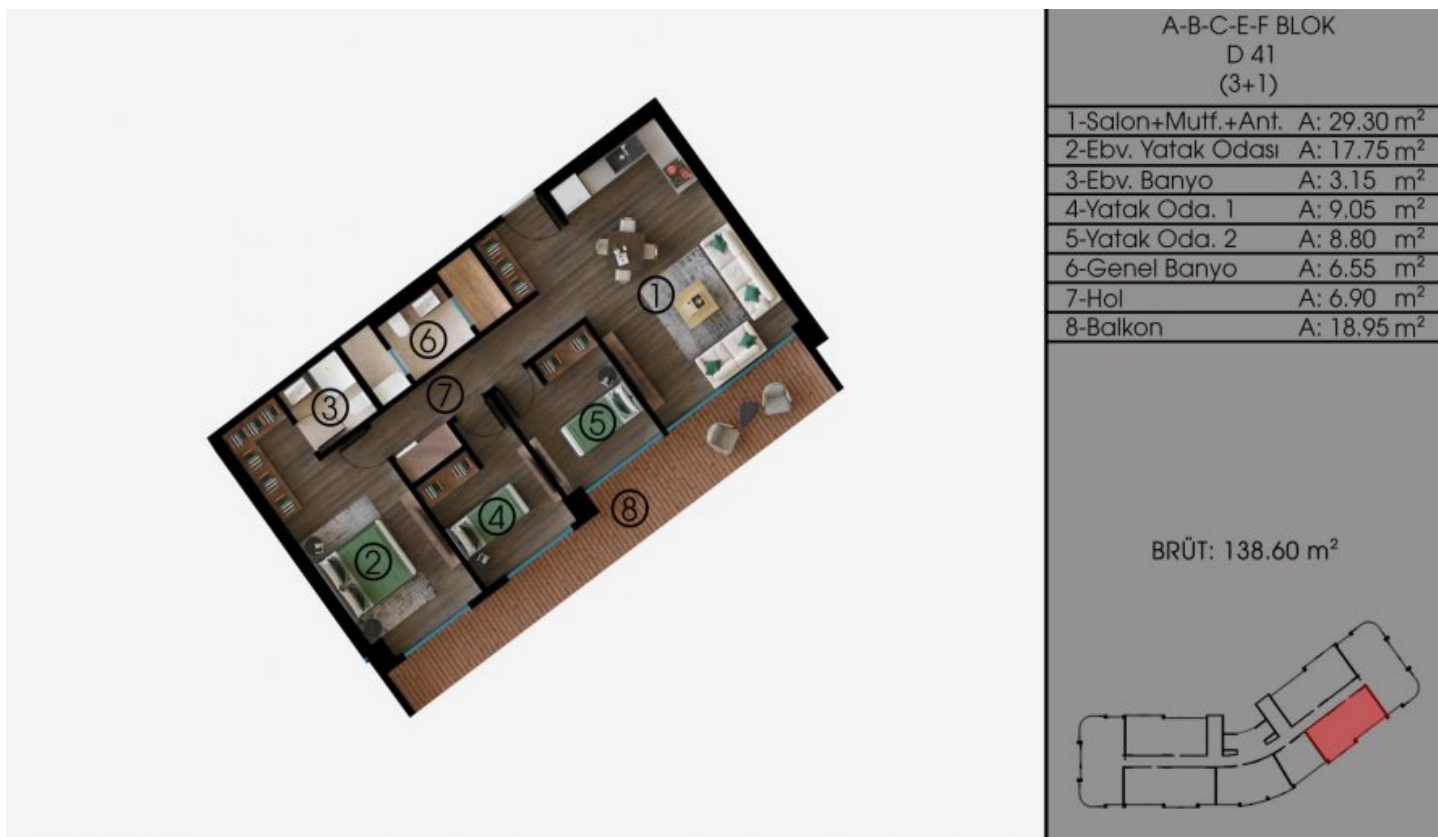 A-B-C-E-F BLOK
D 41
(3+1)
1-Salon+Mutf.+Ant. A: 29.30 m²
2-Ebv. Yatak Odası A: 17.75 m²
3-Ebv. Banyo A: 3.15 m²
4-Yatak Oda. 1 A: 9.05 m²
5-Yatak Oda. 2 A: 8.80 m²
6-Genel Banyo A: 6.55 m²
7-Hol A: 6.90 m²
8-Balkon A: 18.95 m²
BRÜT: 138.60 m²
1
6
7
3
5
4
8
2